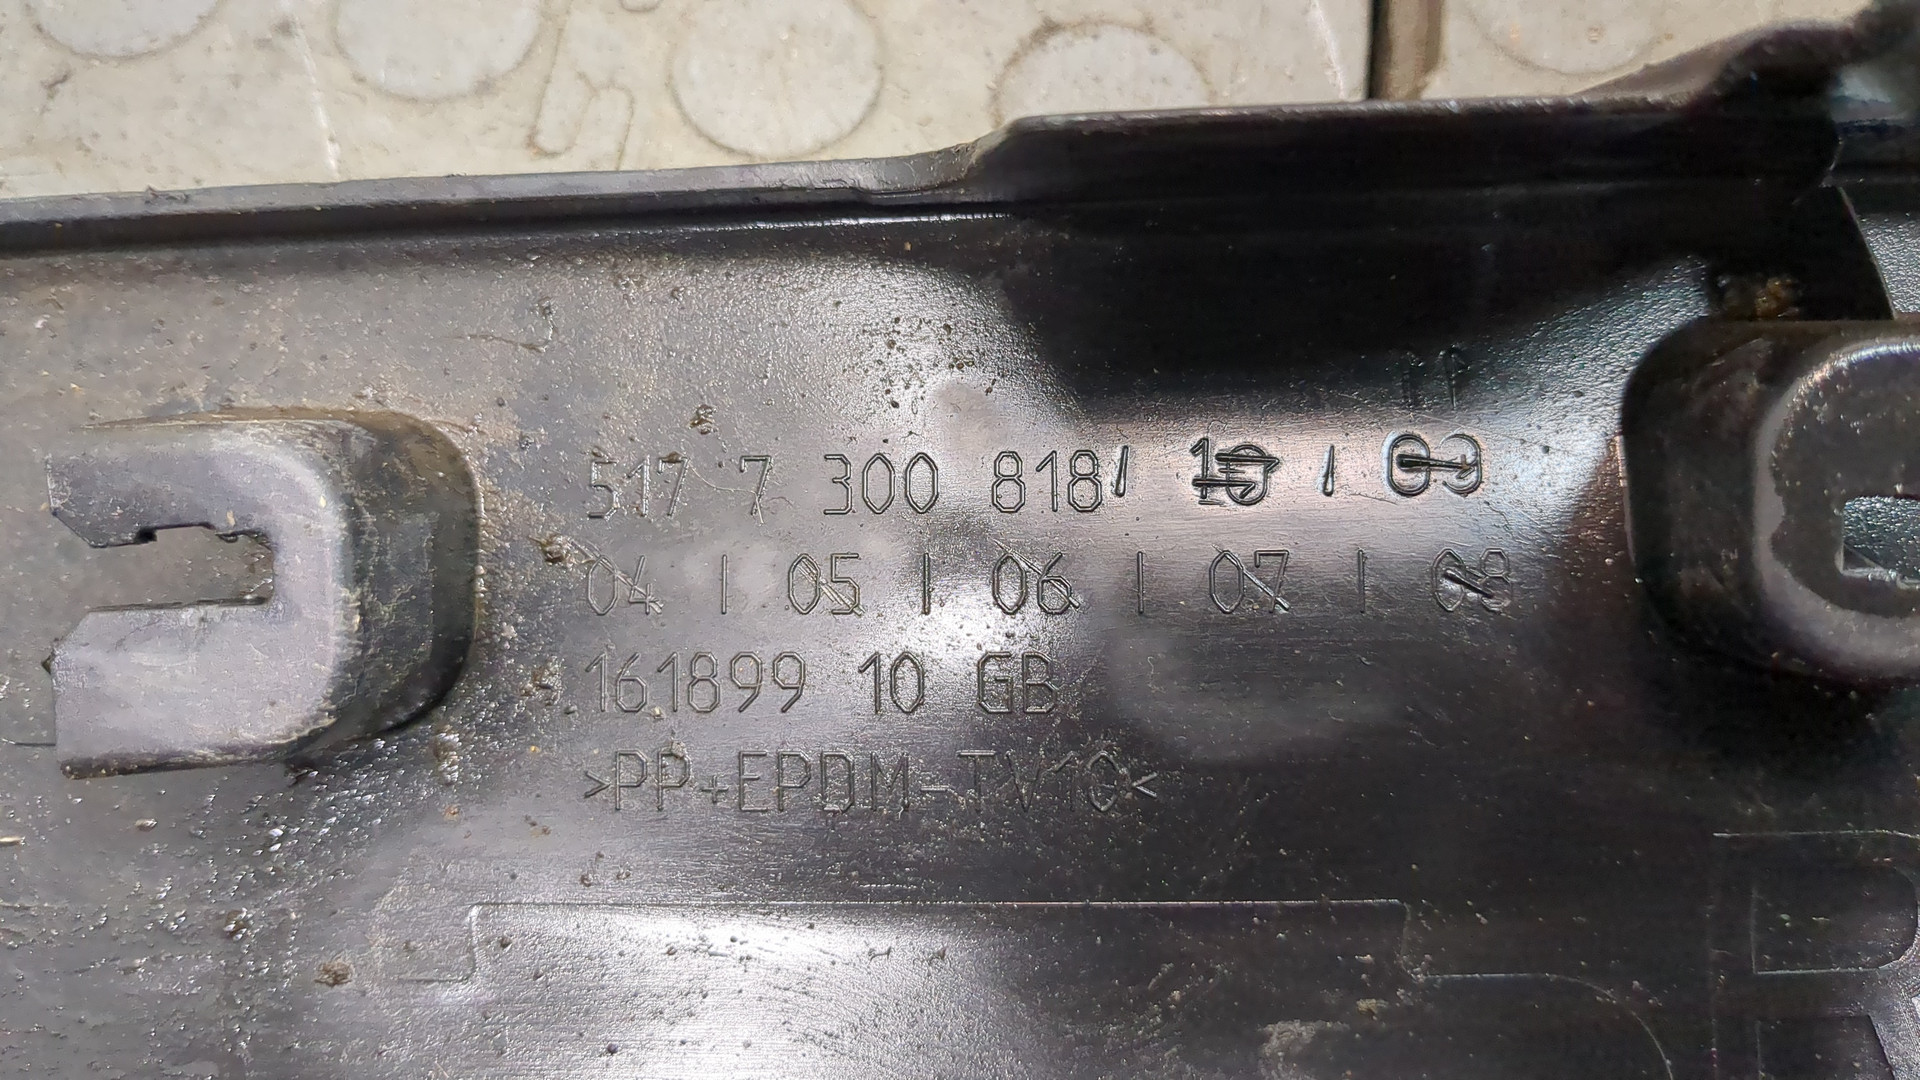 517 7 300 818 / 10 / 09
04 | 05 | 06 | 07 | 08
161899 10 GB
>PP+EPDM-TV10<
R